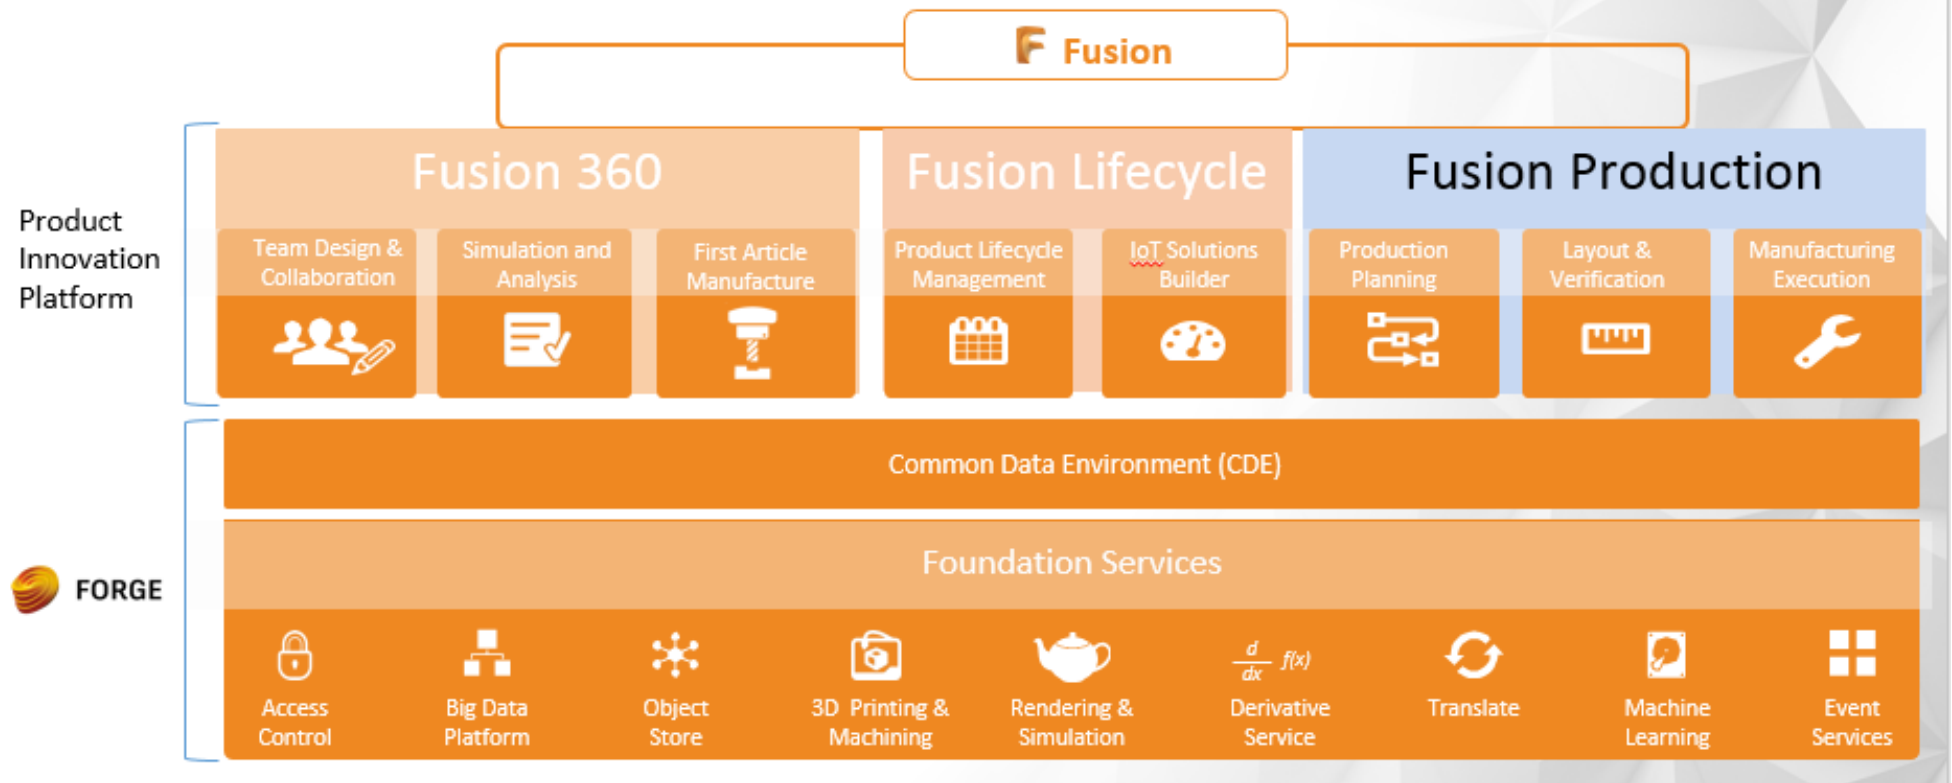 Fusion
Fusion 360
Fusion Lifecycle
Fusion Production
Product
Innovation
Platform
Team Design &
Collaboration
Simulation and
Analysis
First Article
Manufacture
Product Lifecycle
Management
IoT Solutions
Builder
Production
Planning
Layout &
Verification
Manufacturing
Execution
Common Data Environment (CDE)
FORGE
Foundation Services
Access
Control
Big Data
Platform
Object
Store
3D Printing &
Machining
Rendering &
Simulation
d
dx
f(x)
Derivative
Service
Translate
Machine
Learning
Event
Services